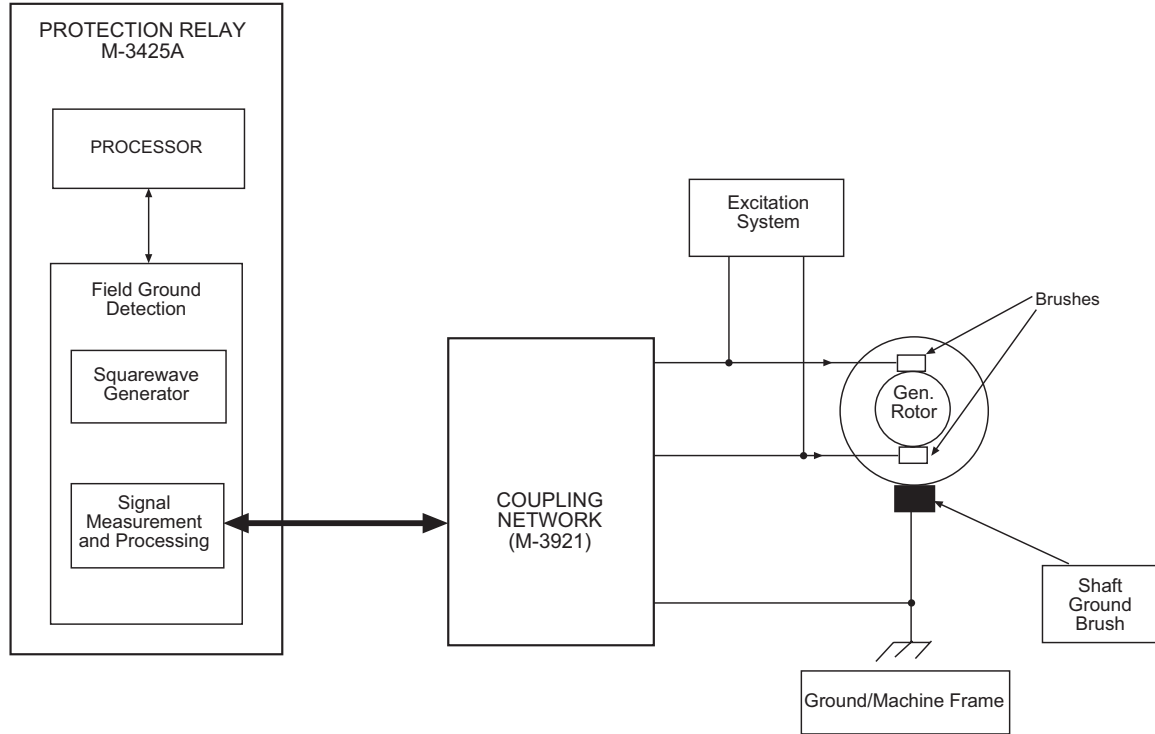 PROTECTION RELAY
M-3425A
PROCESSOR
Field Ground
Detection
Squarewave
Generator
Signal
Measurement
and Processing
COUPLING
NETWORK
(M-3921)
Excitation
System
Brushes
Gen.
Rotor
Shaft
Ground
Brush
Ground/Machine Frame